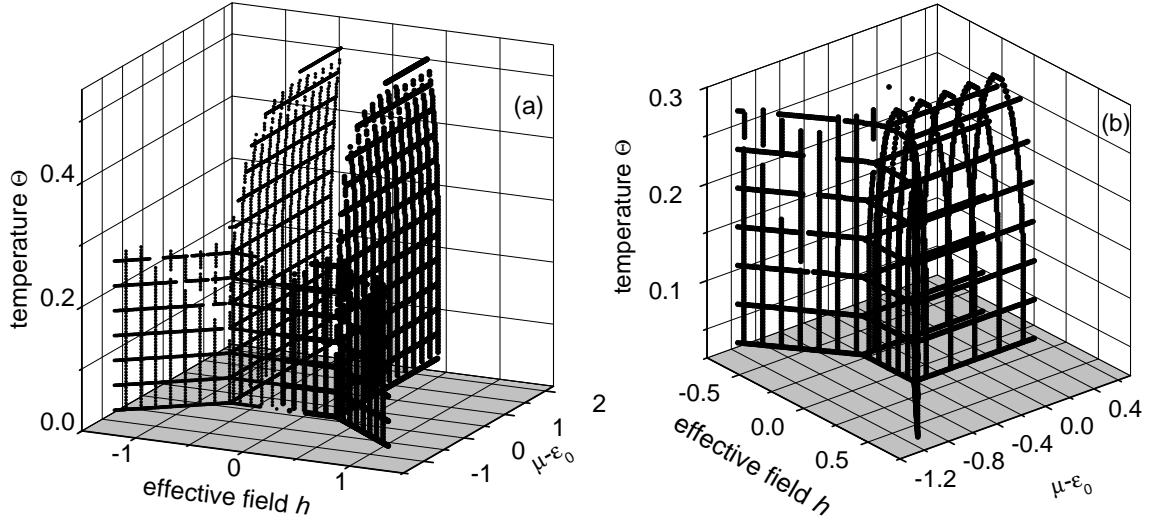 (a)
temperature Θ
0.4
0.2
0.0
-1
0
1
effective field h
-1
0
1
2
μ-ε0
(b)
temperature Θ
0.3
0.2
0.1
-0.5
0.0
0.5
effective field h
-1.2
-0.8
-0.4
0.0
0.4
μ-ε0